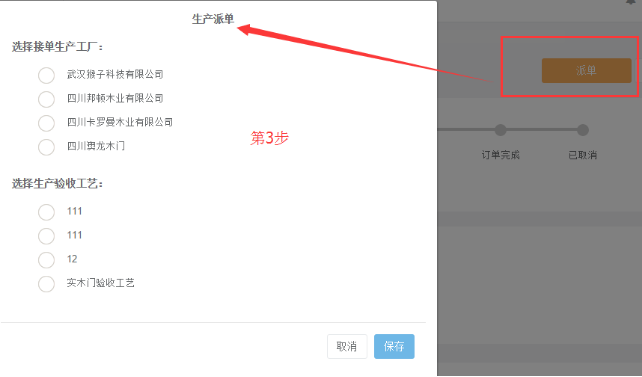 生产派单
选择接单生产工厂：
武汉猴子科技有限公司
四川邦顿木业有限公司
四川卡罗曼木业有限公司
四川奥龙木门
第3步
选择生产验收工艺：
111
111
12
实木门验收工艺
取消
保存
派单
订单完成
已取消